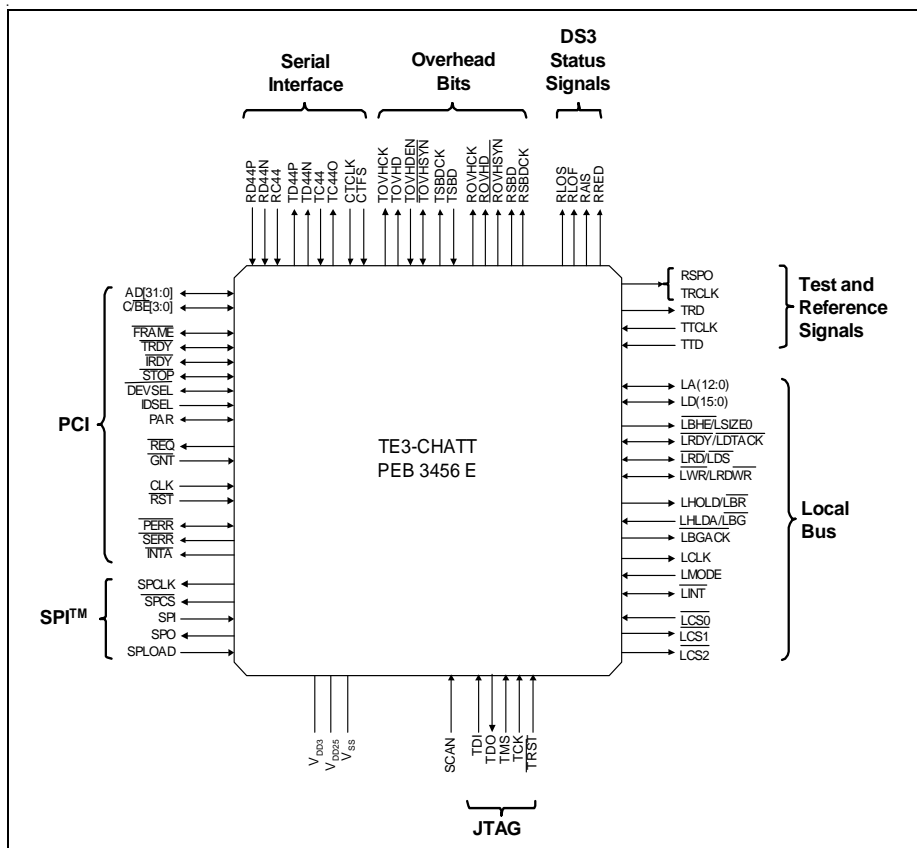 Serial
Interface
Overhead
Bits
DS3
Status
Signals
RD44P
RD44N
RC44
TD44P
TD44N
TC44
TC44O
CTCLK
CTFS
TOVHCK
TOVHD
TOVHDEN
TOVHSYN
TSBDCK
TSBD
ROVHCK
ROVHD
ROVHSYN
RSBD
RSBDCK
RLOS
RLOF
RAIS
RRED
PCI
AD[31:0]
C/BE[3:0]
FRAME
TRDY
IRDY
STOP
DEVSEL
IDSEL
PAR
REQ
GNT
CLK
RST
PERR
SERR
INTA
SPI™
SPCLK
SPCS
SPI
SPO
SPLOAD
TE3-CHATT
PEB 3456 E
RSPO
TRCLK
TRD
TTCLK
TTD
Test and
Reference
Signals
LA(12:0)
LD(15:0)
LBHE/LSIZE0
LRDY/LDTACK
LRD/LDS
LWR/LRDWR
LHOLD/LBR
LHLDA/LBG
LBGACK
LCLK
LMODE
LINT
LCS0
LCS1
LCS2
Local
Bus
VDD3
VDD25
VSS
SCAN
TDI
TDO
TMS
TCK
TRST
JTAG